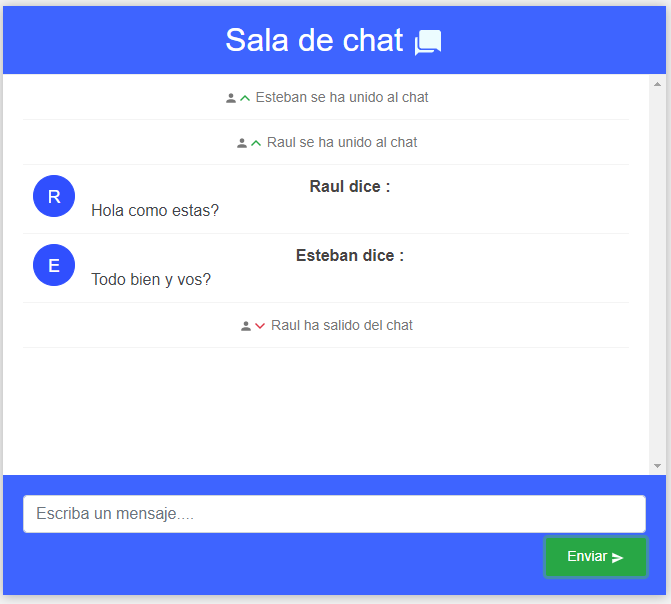 Sala de chat
Esteban se ha unido al chat
Raul se ha unido al chat
R
Raul dice :
Hola como estas?
E
Esteban dice :
Todo bien y vos?
Raul ha salido del chat
Escriba un mensaje....
Enviar